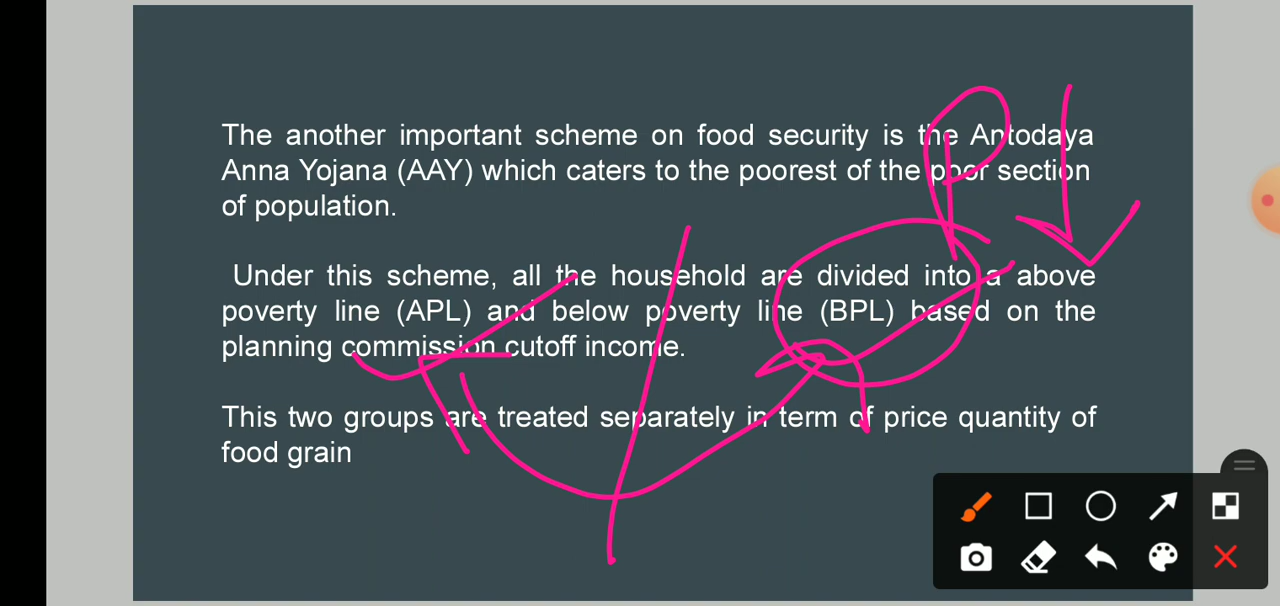 The another important scheme on food security is the Antodaya
Anna Yojana (AAY) which caters to the poorest of the poor section
of population.
Under this scheme, all the household are divided into a above
poverty line (APL) and below poverty line (BPL) based on the
planning commission cutoff income.
This two groups are treated separately in term of price quantity of
food grain